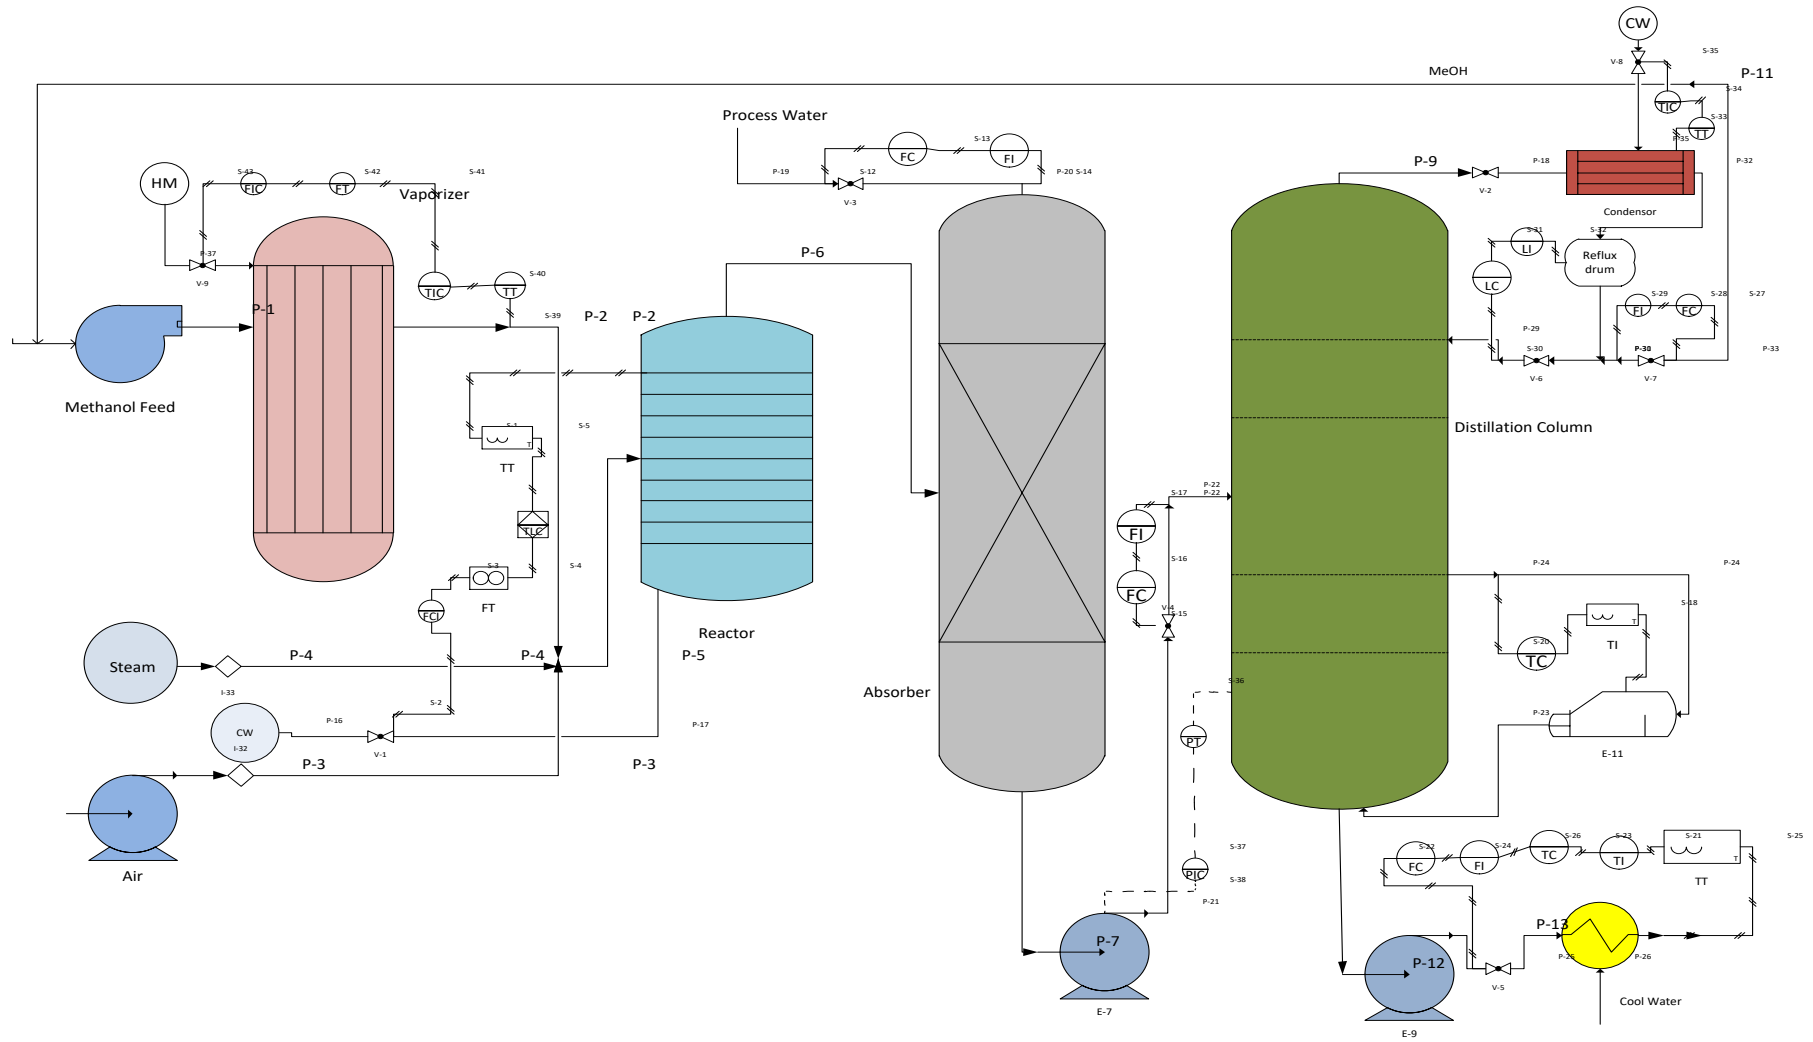 CW
S-35
V-8
MeOH
P-11
S-34
TIC
S-33
TT
P-35
Process Water
S-13
FC
FI
P-9
P-18
P-32
P-19
S-12
P-20
S-14
V-3
V-2
Condensor
HM
S-43
S-42
S-41
FIC
FT
Vaporizer
P-37
V-9
S-31
S-32
LI
Reflux
drum
LC
P-6
S-40
TIC
TT
S-29
S-28
S-27
FI
FC
P-1
S-39
P-2
P-2
P-29
S-30
P-31
P-33
V-6
V-7
Methanol Feed
S-1
S-5
TT
Distillation Column
S-17
P-22
P-22
FI
TLC
S-16
FC
S-3
S-4
FT
FCI
V-4
S-15
P-24
P-24
S-18
T
TI
S-20
TC
Reactor
Steam
P-4
P-4
P-5
I-33
Absorber
S-36
S-2
P-16
P-17
CW
I-32
V-1
PT
P-23
E-11
P-3
P-3
Air
S-37
PIC
S-38
P-21
S-22
S-24
S-26
S-23
S-21
S-25
FC
FI
TC
TI
T
TT
P-7
E-7
P-12
E-9
P-13
P-25
P-26
V-5
Cool Water
T